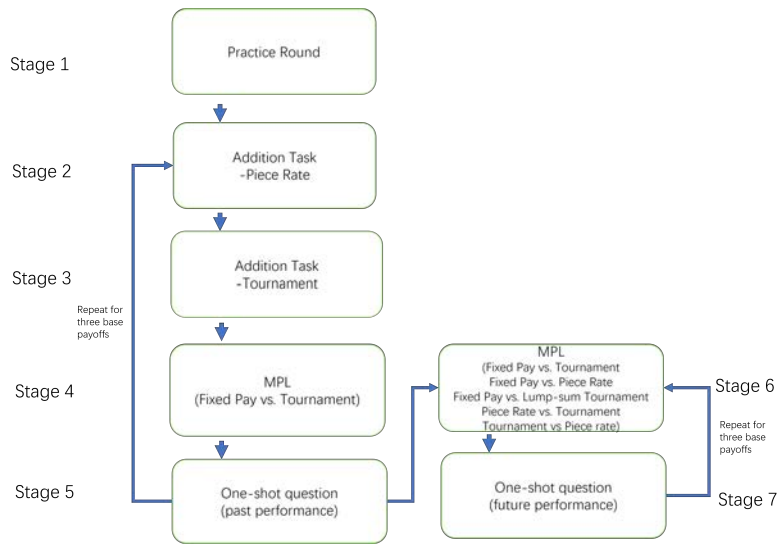 Stage 1
Practice Round
Stage 2
Addition Task
-Piece Rate
Stage 3
Addition Task
-Tournament
Repeat for
three base
payoffs
Stage 4
MPL
(Fixed Pay vs. Tournament)
Stage 5
One-shot question
(past performance)
MPL
(Fixed Pay vs. Tournament
Fixed Pay vs. Piece Rate
Fixed Pay vs. Lump-sum Tournament
Piece Rate vs. Tournament
Tournament vs Piece rate)
Stage 6
Repeat for
three base
payoffs
One-shot question
(future performance)
Stage 7